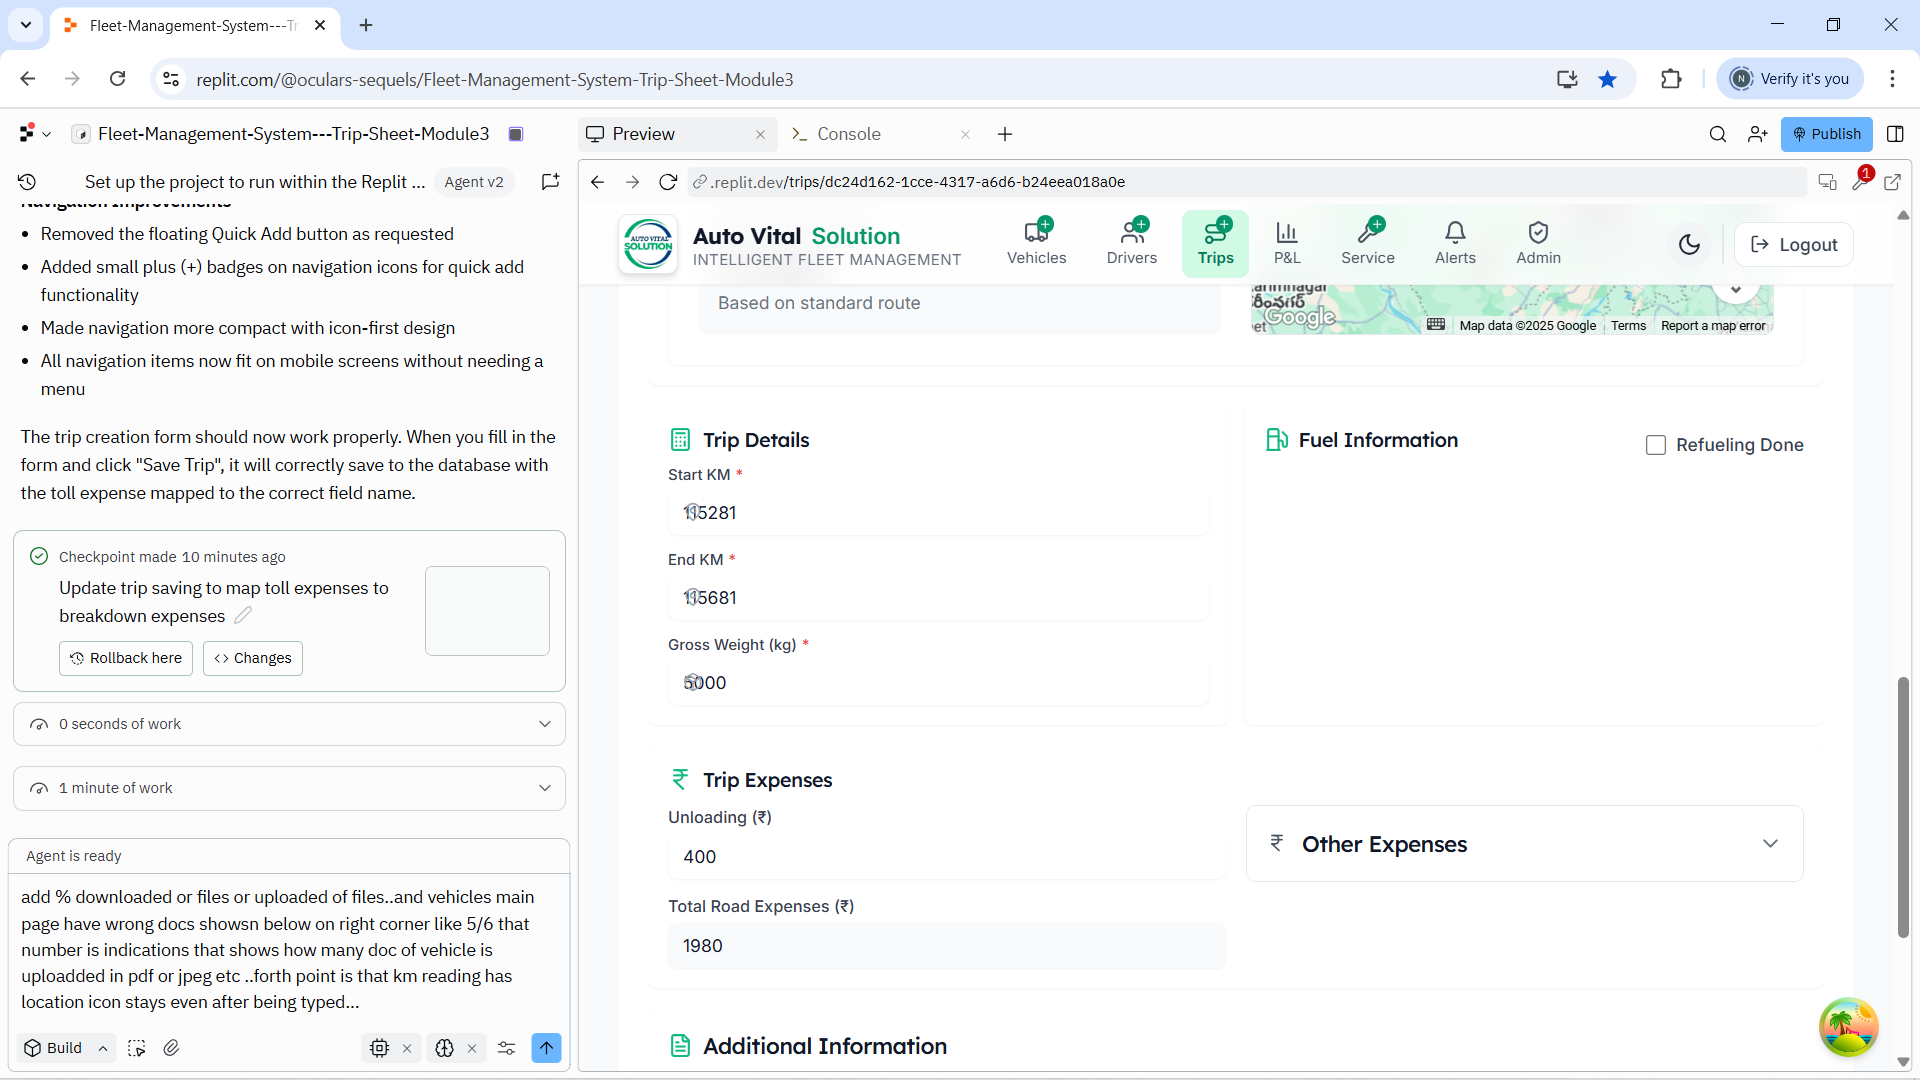 Fleet-Management-System---Tr
replit.com/@oculars-sequels/Fleet-Management-System-Trip-Sheet-Module3
N
Verify it's you
Fleet-Management-System---Trip-Sheet-Module3
Preview
Console
Publish
Set up the project to run within the Replit ...
Agent v2
.replit.dev/trips/dc24d162-1cce-4317-a6d6-b24eea018a0e
1
Navigation Improvements
• Removed the floating Quick Add button as requested
• Added small plus (+) badges on navigation icons for quick add
functionality
• Made navigation more compact with icon-first design
• All navigation items now fit on mobile screens without needing a
menu
The trip creation form should now work properly. When you fill in the
form and click "Save Trip", it will correctly save to the database with
the toll expense mapped to the correct field name.
Checkpoint made 10 minutes ago
Update trip saving to map toll expenses to
breakdown expenses
Rollback here
Changes
0 seconds of work
1 minute of work
Agent is ready
add % downloaded or files or uploaded of files..and vehicles main
page have wrong docs showsn below on right corner like 5/6 that
number is indications that shows how many doc of vehicle is
uploadded in pdf or jpeg etc ..forth point is that km reading has
location icon stays even after being typed...
Build
AUTO VITAL
SOLUTION
Auto Vital Solution
INTELLIGENT FLEET MANAGEMENT
Vehicles
Drivers
Trips
P&L
Service
Alerts
Admin
Logout
Based on standard route
Karimnagar
కరీంనగర్
Google
Map data ©2025 Google
Terms
Report a map error
Trip Details
Start KM *
115281
End KM *
115681
Gross Weight (kg) *
5000
Fuel Information
Refueling Done
₹ Trip Expenses
Unloading (₹)
400
Total Road Expenses (₹)
1980
₹ Other Expenses
Additional Information